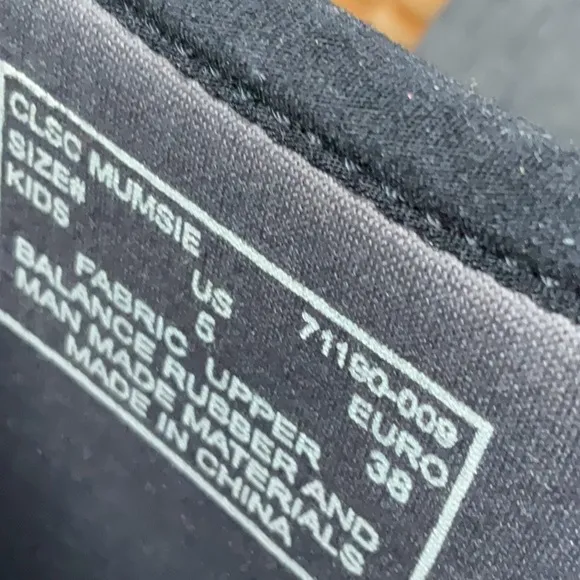 CLSC MUMSIE 71160-009
SIZE# US EURO
KIDS 5 38
FABRIC UPPER
BALANCE RUBBER AND
MAN MADE MATERIALS
MADE IN CHINA